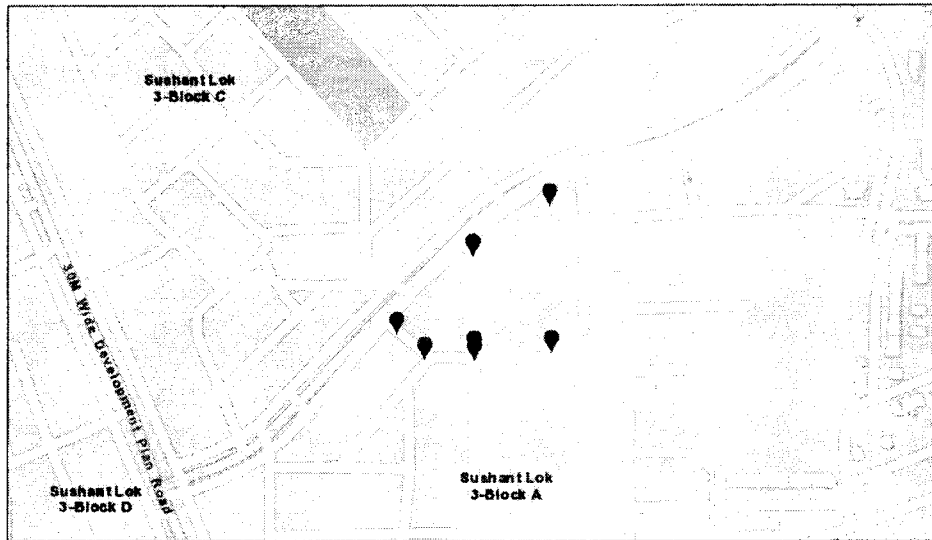 Sushant Lok
3-Block C
30M Wide Development Plan Road
Sushant Lok
3-Block A
Sushant Lok
3-Block D